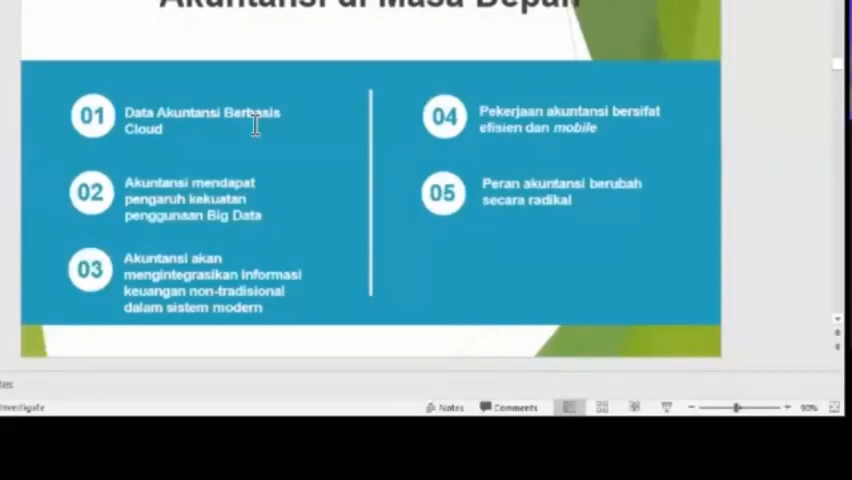 Akuntansi di Masa Depan
01
Data Akuntansi Berbasis
Cloud
02
Akuntansi mendapat
pengaruh kekuatan
penggunaan Big Data
03
Akuntansi akan
mengintegrasikan informasi
keuangan non-tradisional
dalam sistem modern
04
Pekerjaan akuntansi bersifat
efisien dan mobile
05
Peran akuntansi berubah
secara radikal
Notes
Comments
90%